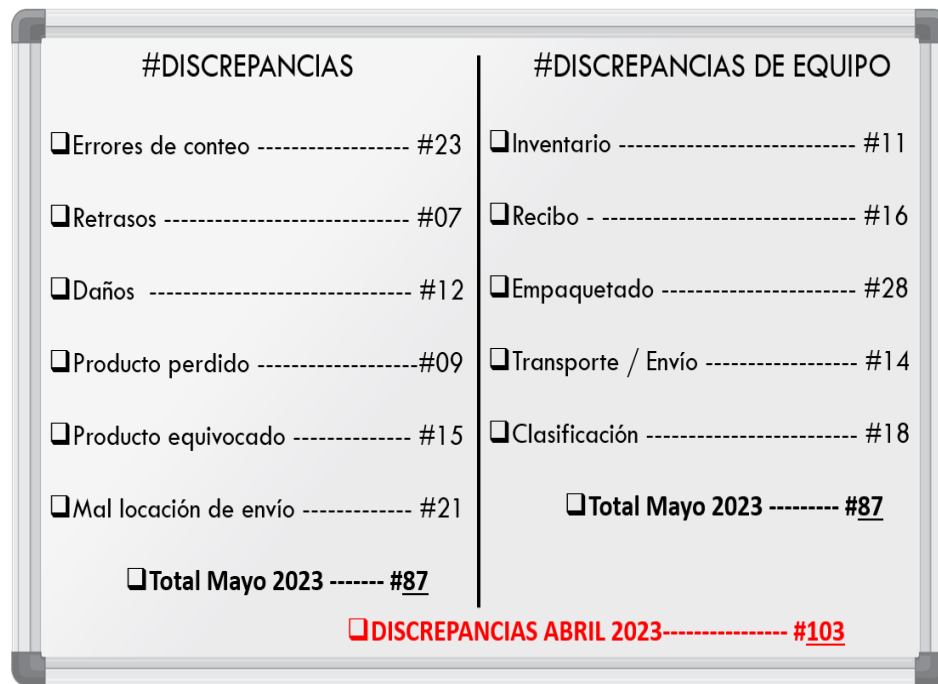 #DISCREPANCIAS
❑Errores de conteo ------------------ #23
❑Retrasos ----------------------------- #07
❑Daños ------------------------------- #12
❑Producto perdido -------------------#09
❑Producto equivocado -------------- #15
❑Mal locación de envío ------------- #21
❑Total Mayo 2023 ------- #87
#DISCREPANCIAS DE EQUIPO
❑Inventario ---------------------------- #11
❑Recibo - ------------------------------ #16
❑Empaquetado ----------------------- #28
❑Transporte / Envío ------------------ #14
❑Clasificación ------------------------- #18
❑Total Mayo 2023 --------- #87
❑DISCREPANCIAS ABRIL 2023---------------- #103